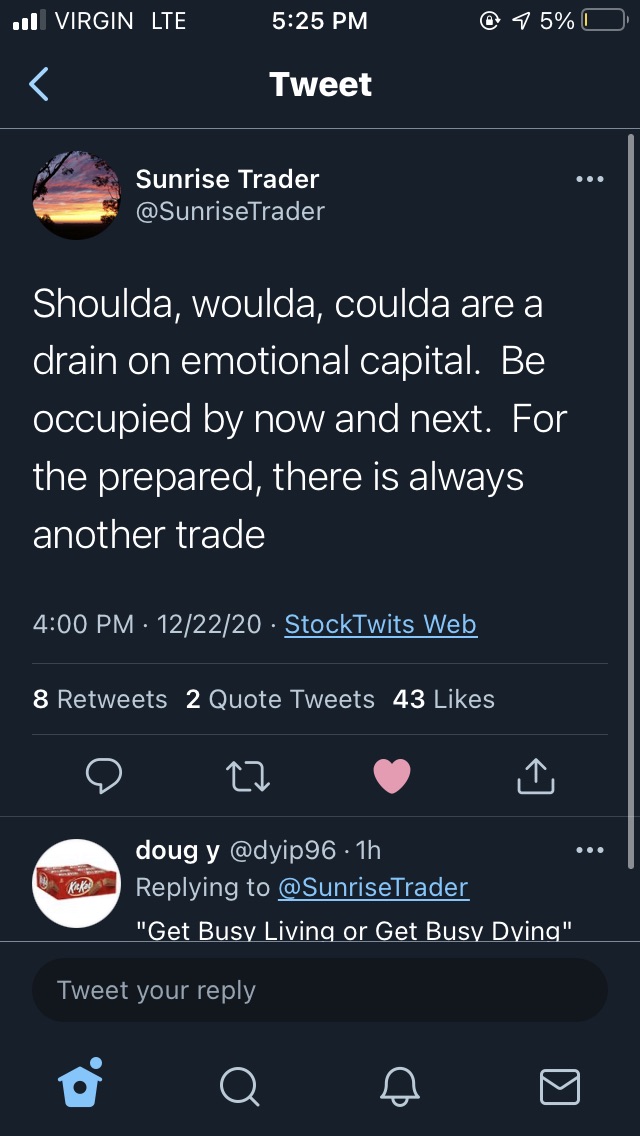 VIRGIN LTE 5:25 PM 5%
Tweet
Sunrise Trader
@SunriseTrader
Shoulda, woulda, coulda are a
drain on emotional capital.  Be
occupied by now and next.  For
the prepared, there is always
another trade
4:00 PM · 12/22/20 · StockTwits Web
8 Retweets 2 Quote Tweets 43 Likes
KitKat
doug y @dyip96 · 1h
Replying to @SunriseTrader
"Get Busy Living or Get Busy Dying"
Tweet your reply